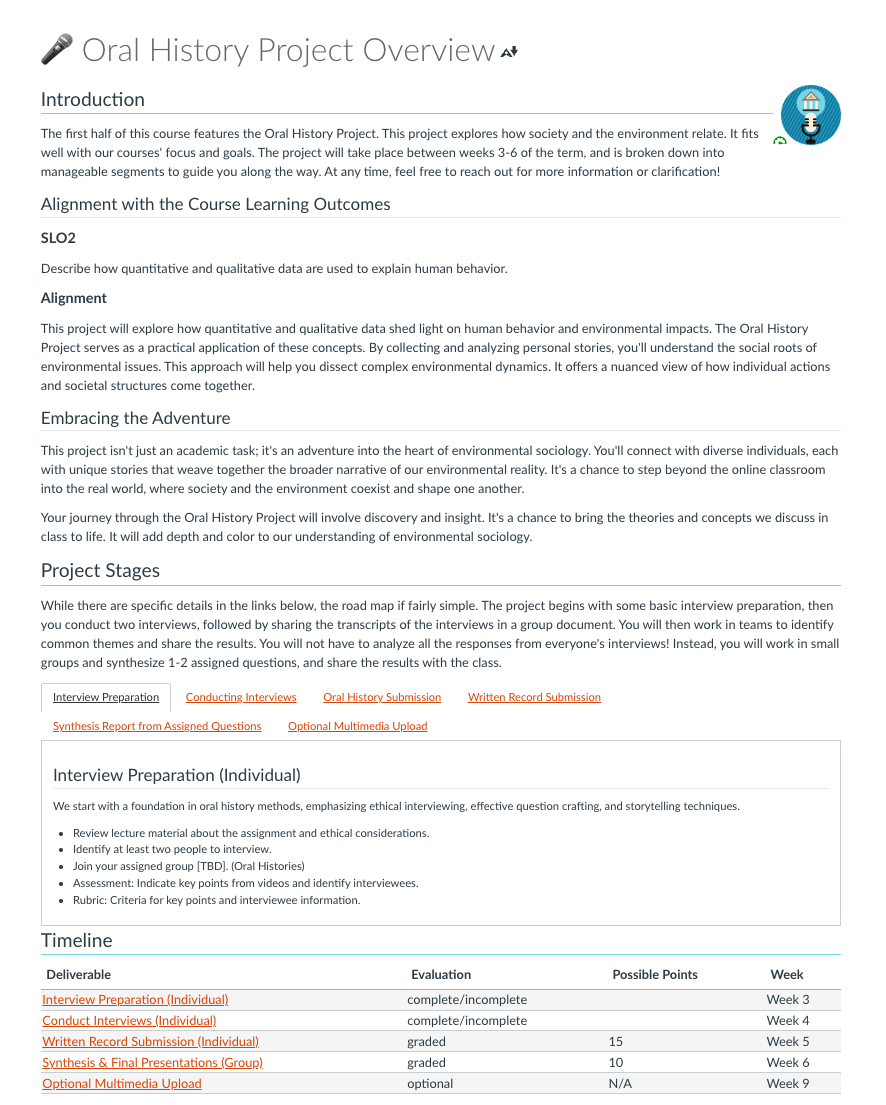 Oral History Project Overview
Introduction
The first half of this course features the Oral History Project. This project explores how society and the environment relate. It fits
well with our courses' focus and goals. The project will take place between weeks 3-6 of the term, and is broken down into
manageable segments to guide you along the way. At any time, feel free to reach out for more information or clarification!
Alignment with the Course Learning Outcomes
SLO2
Describe how quantitative and qualitative data are used to explain human behavior.
Alignment
This project will explore how quantitative and qualitative data shed light on human behavior and environmental impacts. The Oral History
Project serves as a practical application of these concepts. By collecting and analyzing personal stories, you'll understand the social roots of
environmental issues. This approach will help you dissect complex environmental dynamics. It offers a nuanced view of how individual actions
and societal structures come together.
Embracing the Adventure
This project isn't just an academic task; it's an adventure into the heart of environmental sociology. You'll connect with diverse individuals, each
with unique stories that weave together the broader narrative of our environmental reality. It's a chance to step beyond the online classroom
into the real world, where society and the environment coexist and shape one another.
Your journey through the Oral History Project will involve discovery and insight. It's a chance to bring the theories and concepts we discuss in
class to life. It will add depth and color to our understanding of environmental sociology.
Project Stages
While there are specific details in the links below, the road map if fairly simple. The project begins with some basic interview preparation, then
you conduct two interviews, followed by sharing the transcripts of the interviews in a group document. You will then work in teams to identify
common themes and share the results. You will not have to analyze all the responses from everyone's interviews! Instead, you will work in small
groups and synthesize 1-2 assigned questions, and share the results with the class.
Interview Preparation Conducting Interviews Oral History Submission Written Record Submission
Synthesis Report from Assigned Questions Optional Multimedia Upload
Interview Preparation (Individual)
We start with a foundation in oral history methods, emphasizing ethical interviewing, effective question crafting, and storytelling techniques.
• Review lecture material about the assignment and ethical considerations.
• Identify at least two people to interview.
• Join your assigned group [TBD]. (Oral Histories)
• Assessment: Indicate key points from videos and identify interviewees.
• Rubric: Criteria for key points and interviewee information.
Timeline
Deliverable Evaluation Possible Points Week
Interview Preparation (Individual) complete/incomplete Week 3
Conduct Interviews (Individual) complete/incomplete Week 4
Written Record Submission (Individual) graded 15 Week 5
Synthesis & Final Presentations (Group) graded 10 Week 6
Optional Multimedia Upload optional N/A Week 9